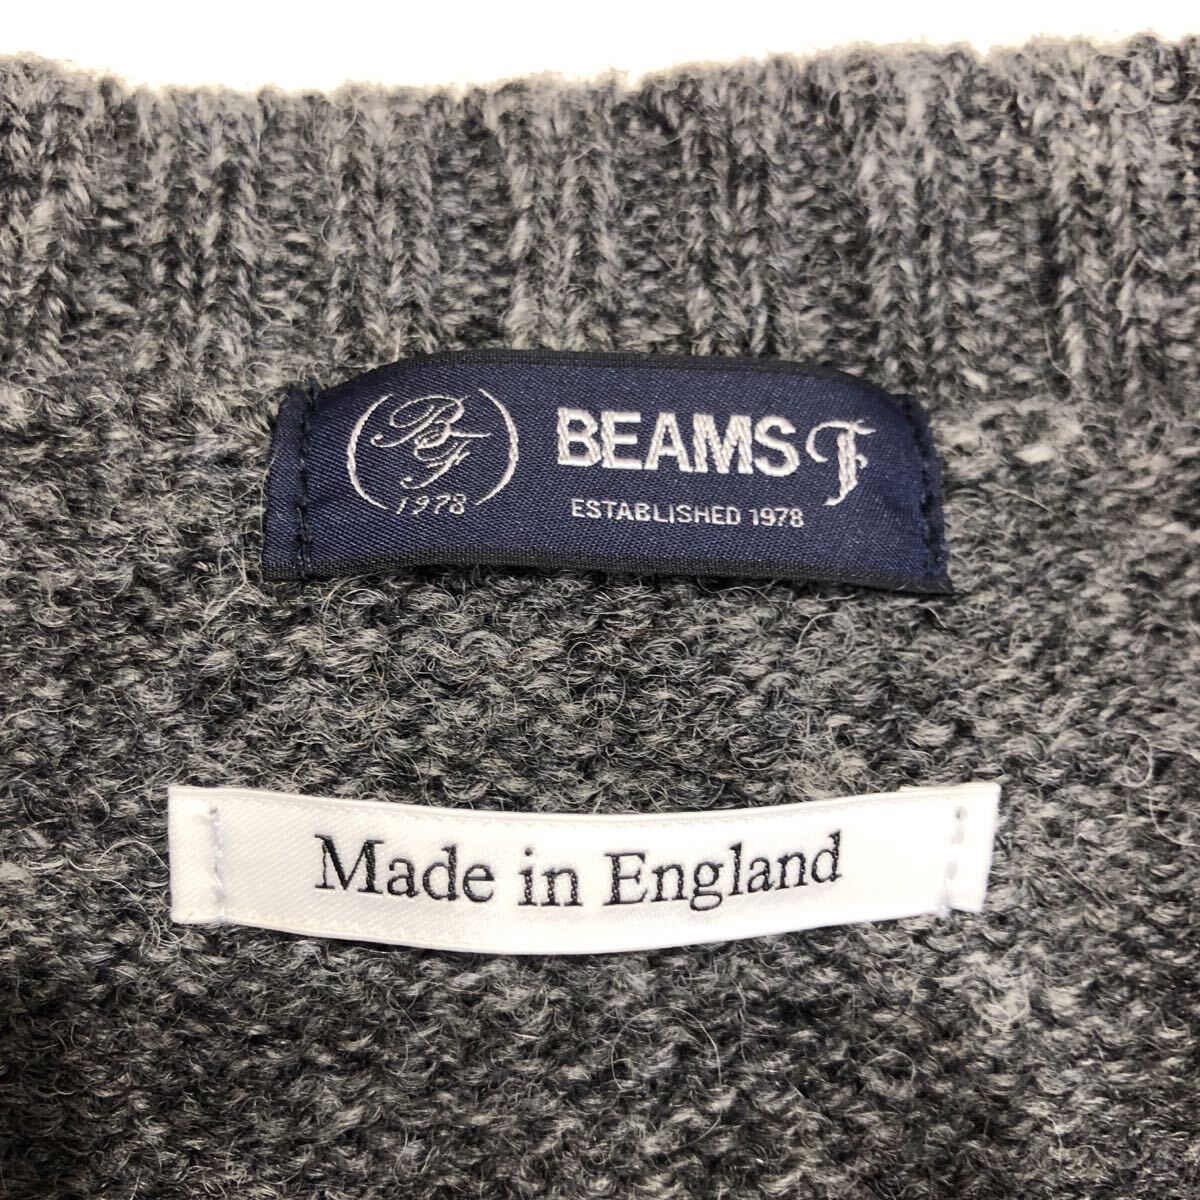 BF
1978
BEAMS F
ESTABLISHED 1978
Made in England